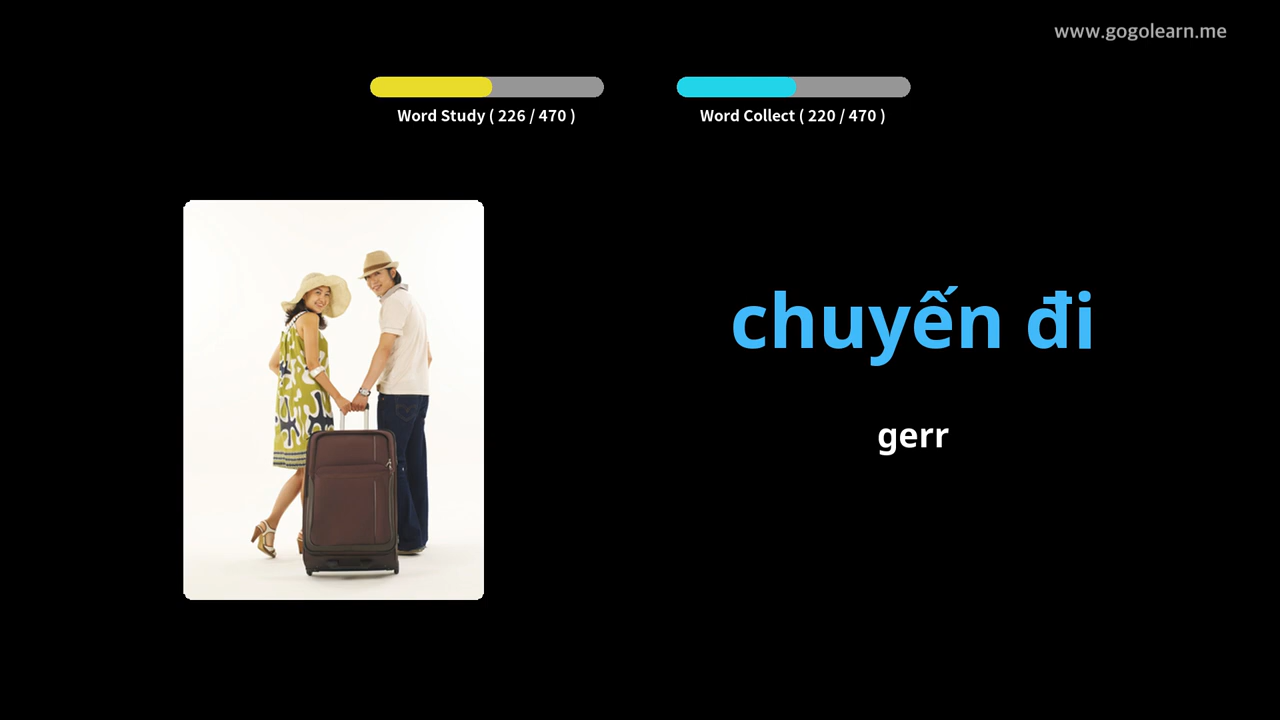 www.gogolearn.me
Word Study ( 226 / 470 )
Word Collect ( 220 / 470 )
chuyến đi
gerr